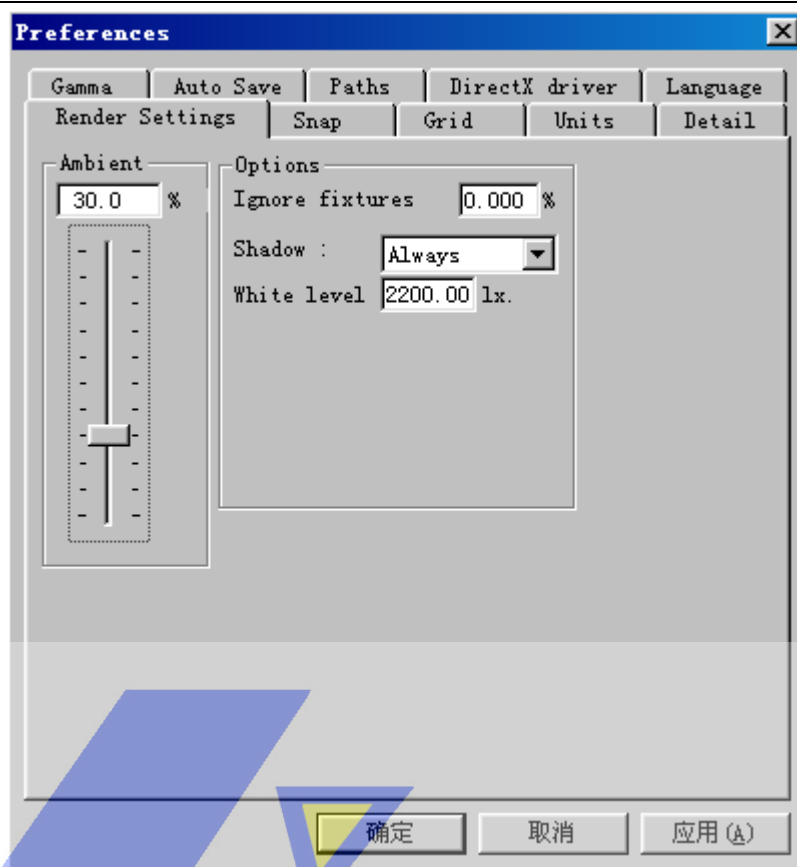 Preferences
Gamma Auto Save Paths DirectX driver Language
Render Settings Snap Grid Units Detail
Ambient
30.0 %
Options
Ignore fixtures 0.000 %
Shadow : Always
White level 2200.00 lx.
确定 取消 应用(A)